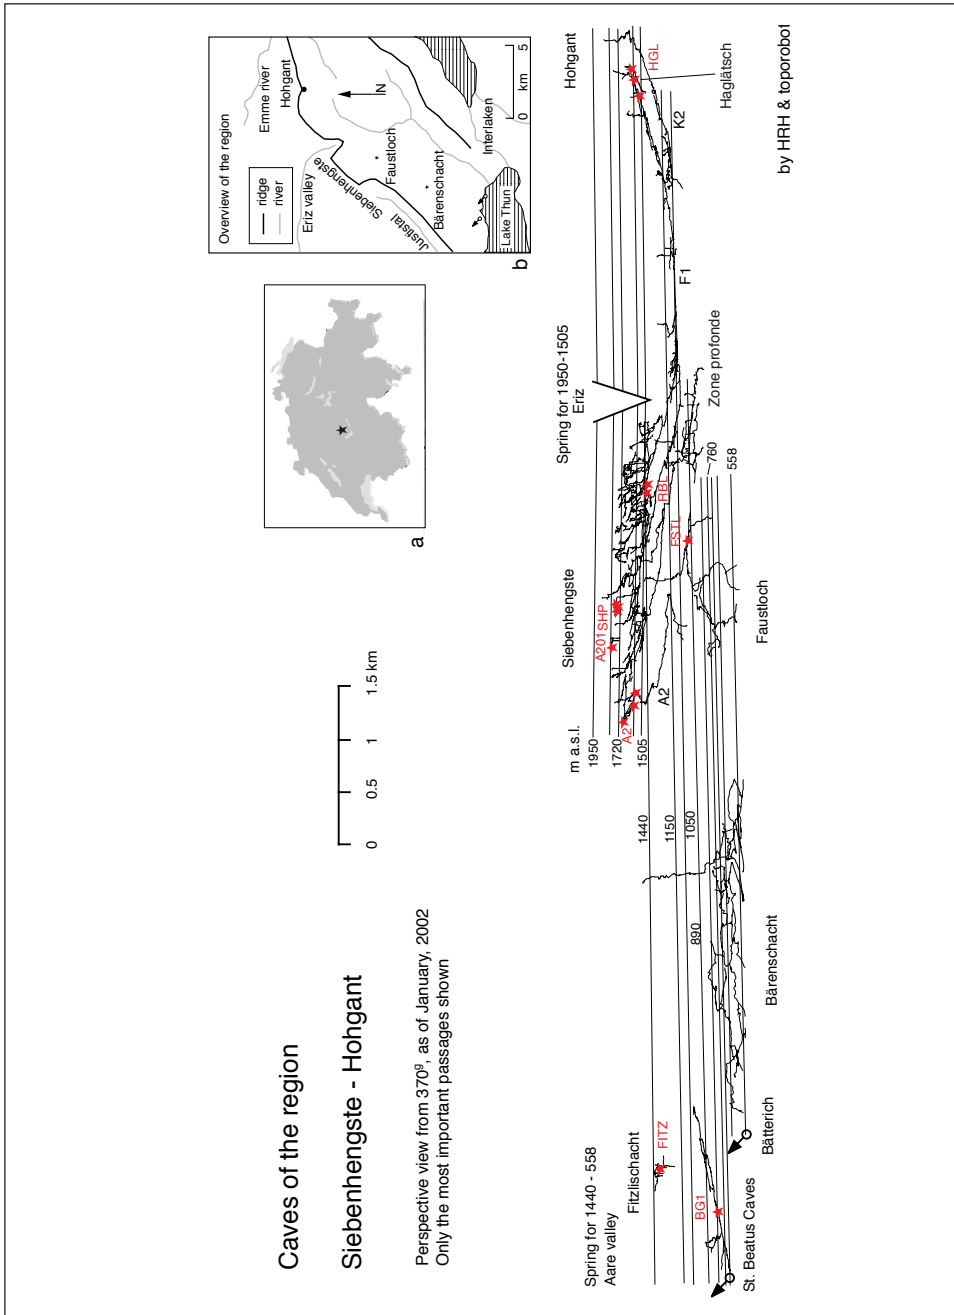 Caves of the region
Siebenhengste - Hohgant
Perspective view from 370g, as of January, 2002
Only the most important passages shown
0
0.5
1
1.5 km
a
b
Overview of the region
ridge
river
Emme river
Hohgant
Eriz valley
N
Siebenhengste
Justistal
Faustloch
Bärenschacht
Interlaken
Lake Thun
0
5
km
Spring for 1440 - 558
Aare valley
Fitzlischacht
FITZ
BG1
St. Beatus Caves
Bätterich
Bärenschacht
890
1440
1150
1050
m a.s.l.
1950
1720
1505
Siebenhengste
A2
A2
A201
SHP
FSTL
RBL
Faustloch
Spring for 1950-1505
Eriz
Zone profonde
760
558
F1
K2
Hohgant
HGL
Haglätsch
by HRH & toporobot